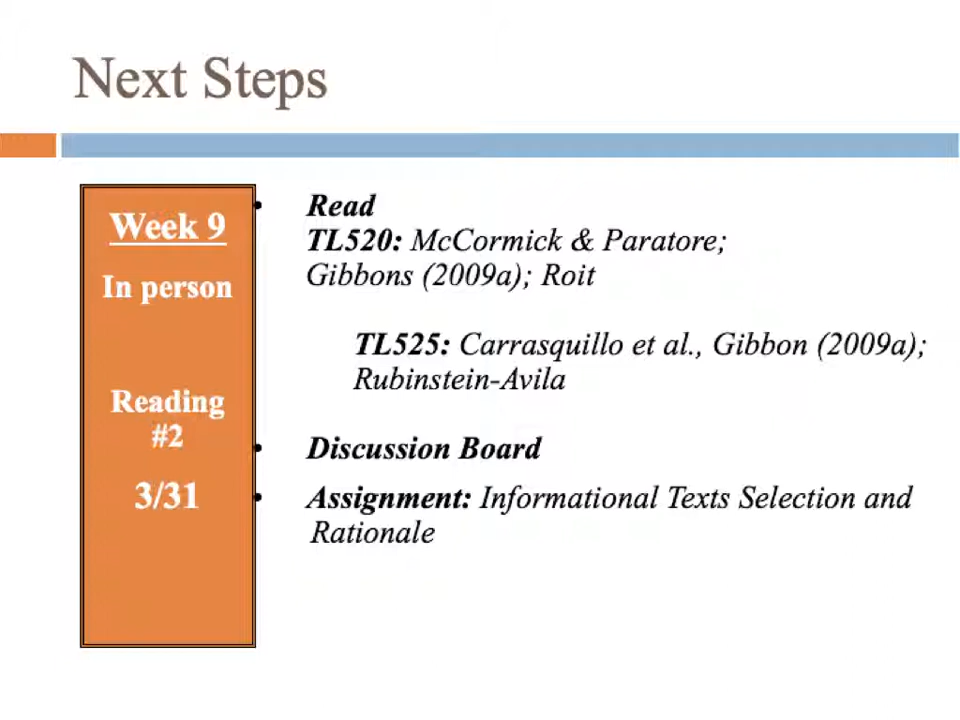 Next Steps
Week 9
In person
Reading
#2
3/31
• Read
TL520: McCormick & Paratore;
Gibbons (2009a); Roit
TL525: Carrasquillo et al., Gibbon (2009a);
Rubinstein-Avila
• Discussion Board
• Assignment: Informational Texts Selection and
Rationale